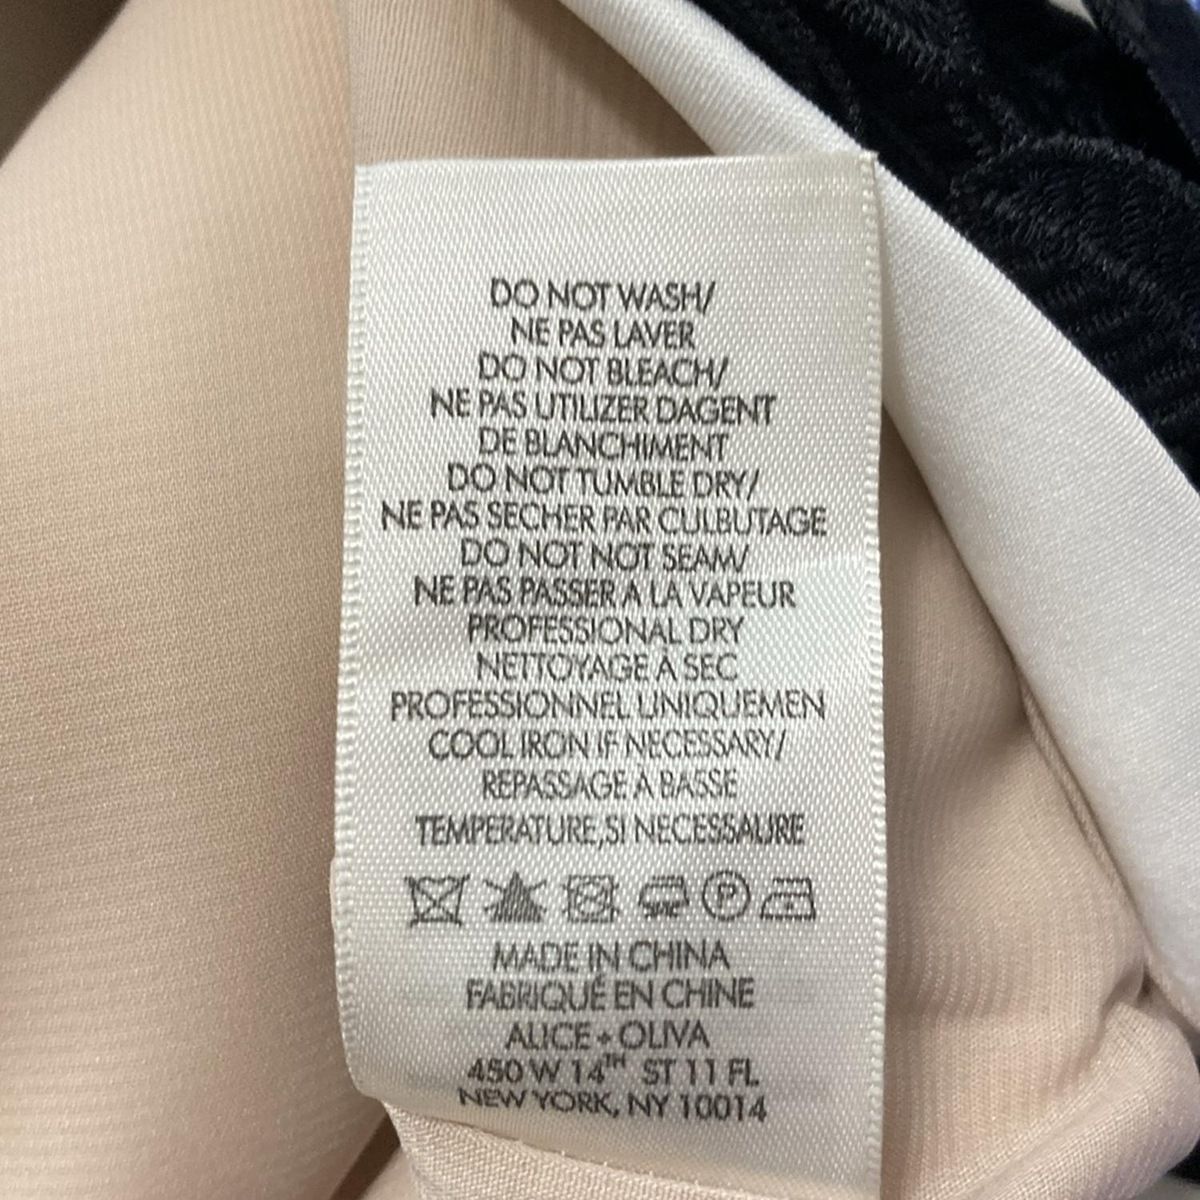 DO NOT WASH/
NE PAS LAVER
DO NOT BLEACH/
NE PAS UTILIZER DAGENT
DE BLANCHIMENT
DO NOT TUMBLE DRY/
NE PAS SECHER PAR CULBUTAGE
DO NOT NOT SEAM/
NE PAS PASSER A LA VAPEUR
PROFESSIONAL DRY
NETTOYAGE À SEC
PROFESSIONNEL UNIQUEMEN
COOL IRON IF NECESSARY/
REPASSAGE À BASSE
TEMPERATURE,SI NECESSAURE
P
MADE IN CHINA
FABRIQUÉ EN CHINE
ALICE + OLIVA
450 W 14TH ST 11 FL
NEW YORK, NY 10014